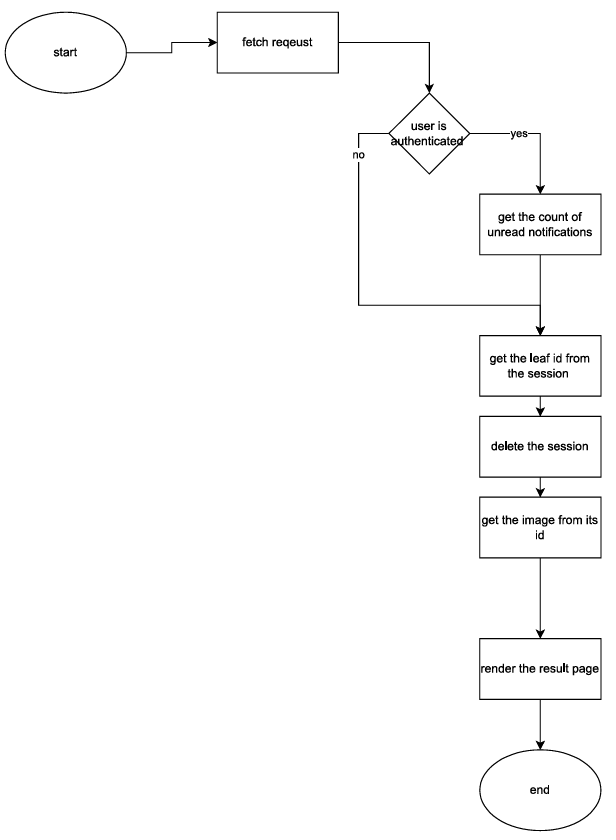 start
fetch reqeust
user is
authenticated
yes
no
get the count of
unread notifications
get the leaf id from
the session
delete the session
get the image from its
id
render the result page
end